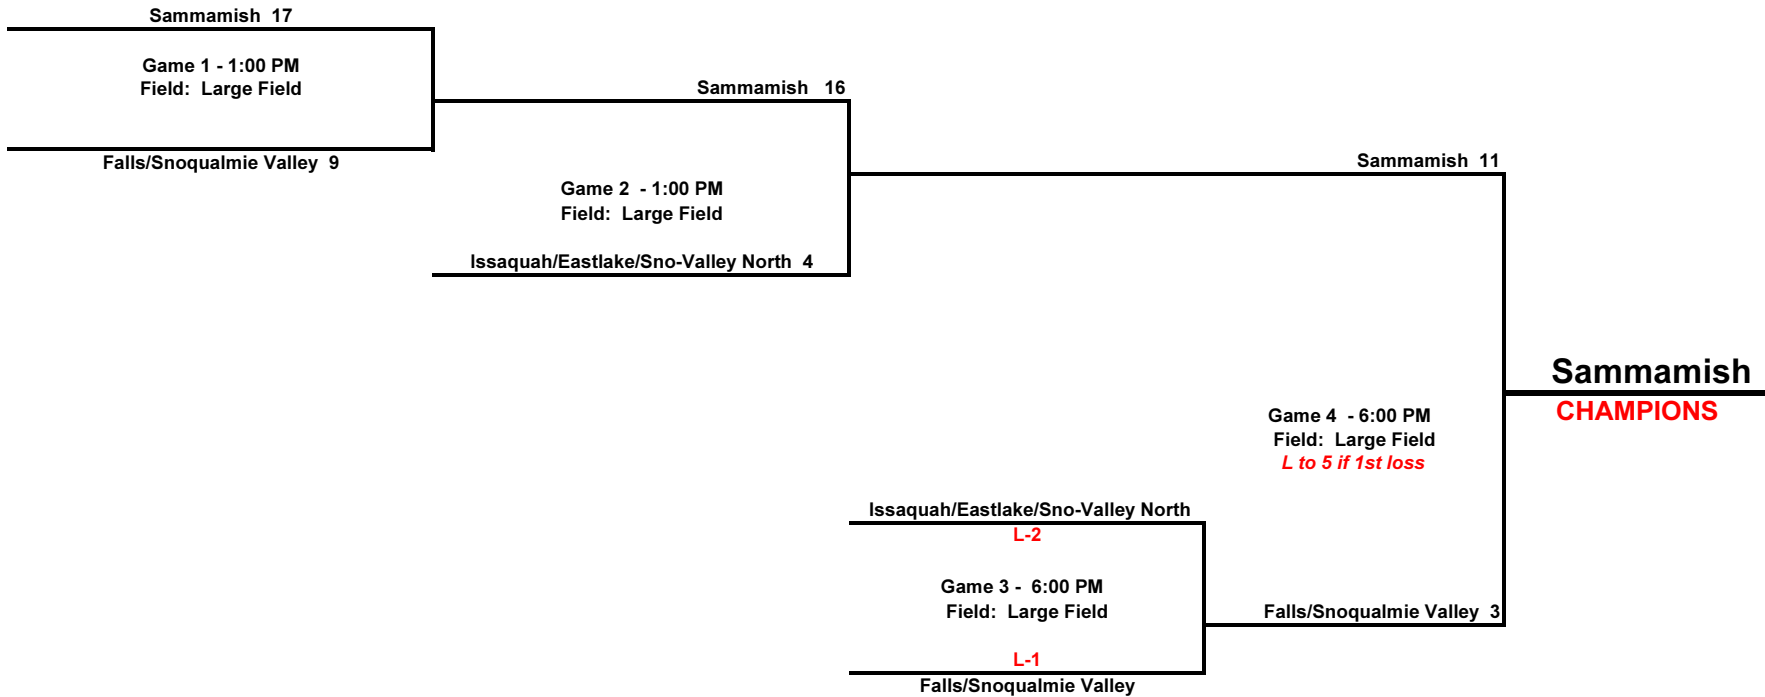 Sammamish 17
Game 1 - 1:00 PM
Field: Large Field
Falls/Snoqualmie Valley 9
Sammamish 16
Game 2 - 1:00 PM
Field: Large Field
Issaquah/Eastlake/Sno-Valley North 4
Sammamish 11
Sammamish
CHAMPIONS
Game 4 - 6:00 PM
Field: Large Field
L to 5 if 1st loss
Issaquah/Eastlake/Sno-Valley North
L-2
Game 3 - 6:00 PM
Field: Large Field
Falls/Snoqualmie Valley 3
L-1
Falls/Snoqualmie Valley